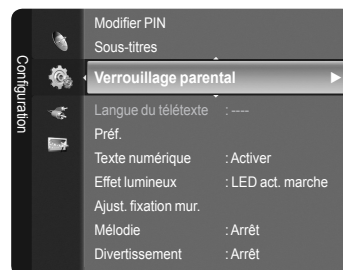 Configuration
Modifier PIN
Sous-titres
Verrouillage parental
Langue du télétexte : ----
Préf.
Texte numérique : Activer
Effet lumineux : LED act. marche
Ajust. fixation mur.
Mélodie : Arrêt
Divertissement : Arrêt